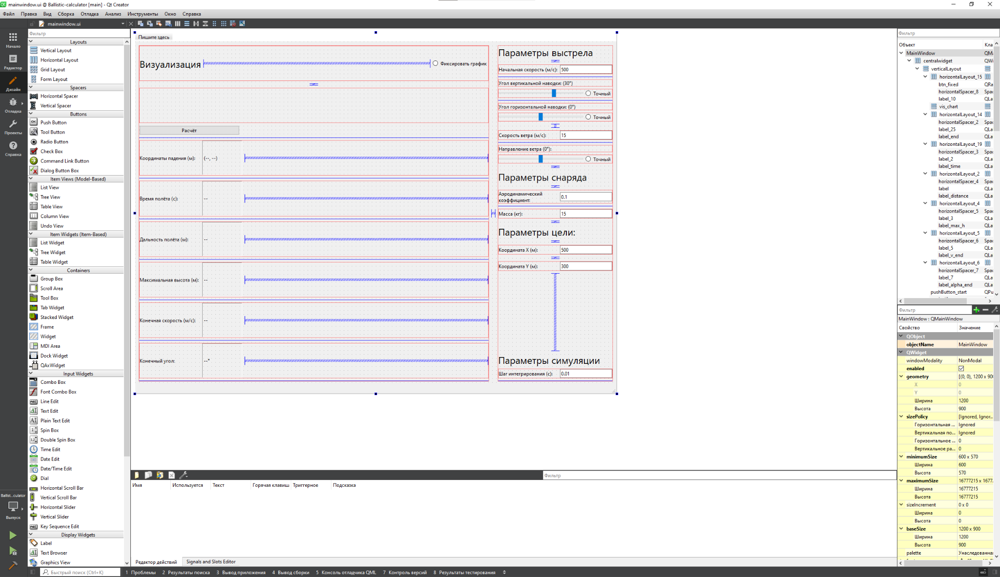 mainwindow.ui @ Ballistic-calculator [main] - Qt Creator
Файл Правка Вид Сборка Отладка Анализ Инструменты Окно Справка
mainwindow.ui
Начало
Редактор
Дизайн
Отладка
Проекты
Справка
Ballist...culator
Выпуск
Фильтр
Layouts
Vertical Layout
Horizontal Layout
Grid Layout
Form Layout
Spacers
Horizontal Spacer
Vertical Spacer
Buttons
Push Button
Tool Button
Radio Button
Check Box
Command Link Button
Dialog Button Box
Item Views (Model-Based)
List View
Tree View
Table View
Column View
Undo View
Item Widgets (Item-Based)
List Widget
Tree Widget
Table Widget
Containers
Group Box
Scroll Area
Tool Box
Tab Widget
Stacked Widget
Frame
Widget
MDI Area
Dock Widget
QAxWidget
Input Widgets
Combo Box
Font Combo Box
Line Edit
Text Edit
Plain Text Edit
Spin Box
Double Spin Box
Time Edit
Date Edit
Date/Time Edit
Dial
Horizontal Scroll Bar
Vertical Scroll Bar
Horizontal Slider
Vertical Slider
Key Sequence Edit
Display Widgets
Label
Text Browser
Graphics View
Пишите здесь
Визуализация Фиксировать график
Расчёт
Координаты падения (м): (--, --)
Время полёта (с): --
Дальность полёта (м): --
Максимальная высота (м): --
Конечная скорость (м/с): --
Конечный угол: --°
Параметры выстрела
Начальная скорость (м/с): 500
Угол вертикальной наводки: (30°)
Точный
Угол горизонтальной наводки: (0°)
Точный
Скорость ветра (м/с): 15
Направление ветра (0°):
Точный
Параметры снаряда
Аэродинамический
коэффициент: 0.1
Масса (кг): 15
Параметры цели:
Координата X (м): 500
Координата Y (м): 300
Параметры симуляции
Шаг интегрирования (с): 0.01
Фильтр
Имя Используется Текст Горячая клавиш Триггерное Подсказка
Редактор действий Signals and Slots Editor
Фильтр
Объект Кла
MainWindow QMa
centralwidget QWi
verticalLayout
horizontalLayout_15
btn_fixed QRa
horizontalSpacer_8 Spac
label_10 QLa
vis_chart
horizontalLayout_14
horizontalSpacer_2 Spac
label_25 QLa
label_end QLa
horizontalLayout_19
horizontalSpacer_3 Spac
label_2 QLa
label_time QLa
horizontalLayout_2
horizontalSpacer_4 Spac
label QLa
label_distance QLa
horizontalLayout_4
horizontalSpacer_5 Spac
label_3 QLa
label_max_h QLa
horizontalLayout_5
horizontalSpacer_6 Spac
label_5 QLa
label_v_end QLa
horizontalLayout_6
horizontalSpacer_7 Spac
label_7 QLa
label_alpha_end QLa
pushButton_start QPu
Фильтр
MainWindow : QMainWindow
Свойство Значение
QObject
objectName MainWindow
QWidget
windowModality NonModal
enabled
geometry [(0, 0), 1200 x 900
X 0
Y 0
Ширина 1200
Высота 900
sizePolicy [Ignored, Ignor...
Горизонтальная ... Ignored
Вертикальная по... Ignored
Горизонтальное ... 0
Вертикальное ра... 0
minimumSize 600 x 570
Ширина 600
Высота 570
maximumSize 16777215 x 1677...
Ширина 16777215
Высота 16777215
sizeIncrement 0 x 0
Ширина 0
Высота 0
baseSize 1200 x 900
Ширина 1200
Высота 900
palette Унаследованная
Быстрый поиск (Ctrl+K) 1 Проблемы 2 Результаты поиска 3 Вывод приложения 4 Вывод сборки 5 Консоль отладчика QML 7 Контроль версий 8 Результаты тестирования